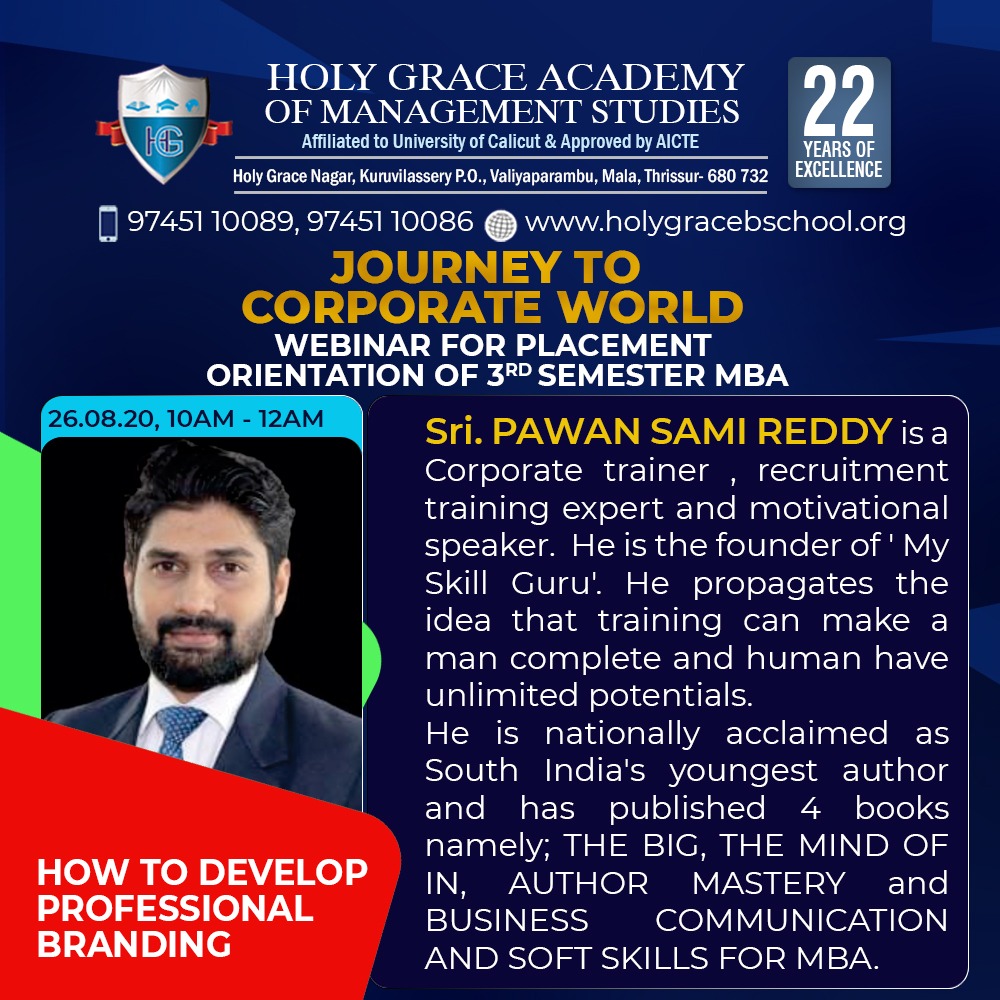 HG
HOLY GRACE ACADEMY
OF MANAGEMENT STUDIES
Affiliated to University of Calicut & Approved by AICTE
Holy Grace Nagar, Kuruvilassery P.O., Valiyaparambu, Mala, Thrissur- 680 732
22
YEARS OF
EXCELLENCE
97451 10089, 97451 10086 www.holygracebschool.org
JOURNEY TO
CORPORATE WORLD
WEBINAR FOR PLACEMENT
ORIENTATION OF 3RD SEMESTER MBA
26.08.20, 10AM - 12AM
Sri. PAWAN SAMI REDDY is a
Corporate trainer , recruitment
training expert and motivational
speaker. He is the founder of ' My
Skill Guru'. He propagates the
idea that training can make a
man complete and human have
unlimited potentials.
He is nationally acclaimed as
South India's youngest author
and has published 4 books
namely; THE BIG, THE MIND OF
IN, AUTHOR MASTERY and
BUSINESS COMMUNICATION
AND SOFT SKILLS FOR MBA.
HOW TO DEVELOP
PROFESSIONAL
BRANDING